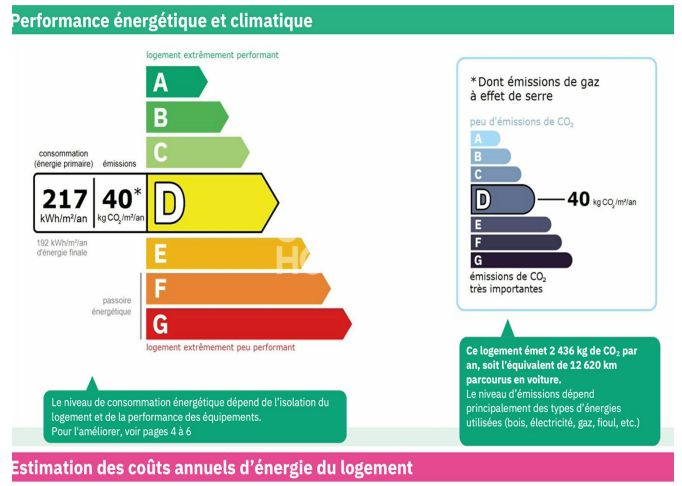 Performance énergétique et climatique
logement extrêmement performant
A
B
C
consommation
(énergie primaire)
émissions
217
kWh/m²/an
40*
kg CO₂/m²/an
D
192 kWh/m²/an
d'énergie finale
E
F
G
passoire
énergétique
logement extrêmement peu performant
Le niveau de consommation énergétique dépend de l'isolation du
logement et de la performance des équipements.
Pour l'améliorer, voir pages 4 à 6
*Dont émissions de gaz
à effet de serre
peu d'émissions de CO₂
A
B
C
D
40 kg CO₂/m²/an
E
F
G
émissions de CO₂
très importantes
Ce logement émet 2 436 kg de CO₂ par
an, soit l'équivalent de 12 620 km
parcourus en voiture.
Le niveau d'émissions dépend
principalement des types d'énergies
utilisées (bois, électricité, gaz, fioul, etc.)
Estimation des coûts annuels d'énergie du logement